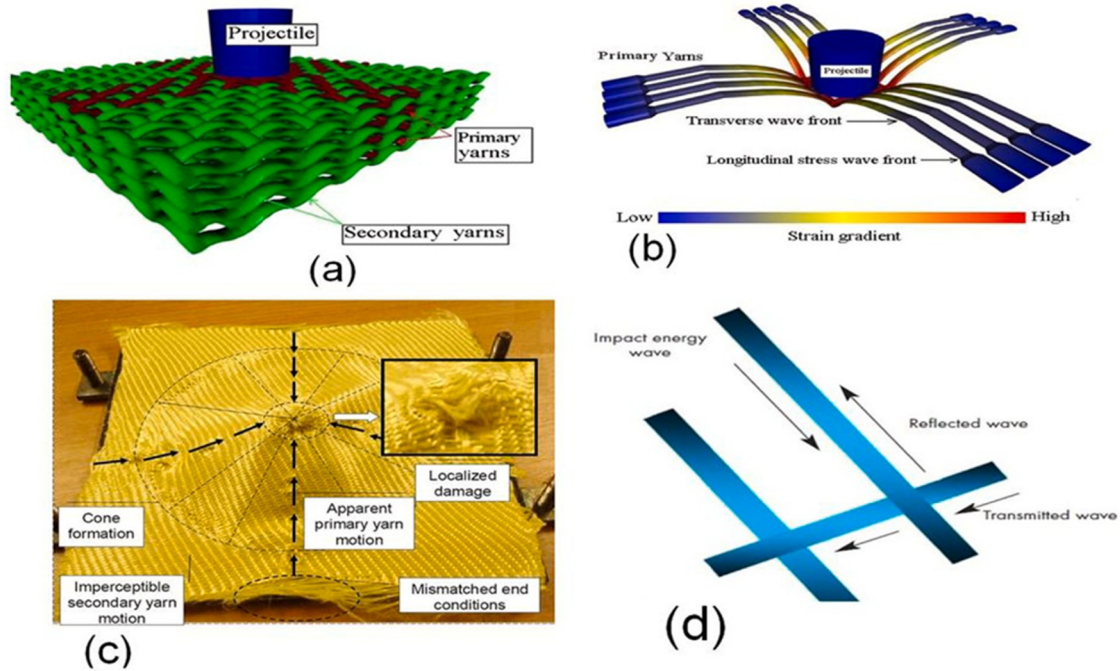 Projectile
Primary
yarns
Secondary yarns
(a)
Primary Yarns
Projectile
Transverse wave front
Longitudinal stress wave front
Low
High
Strain gradient
(b)
Cone
formation
Imperceptible
secondary yarn
motion
Apparent
primary yarn
motion
Localized
damage
Mismatched end
conditions
(c)
Impact energy
wave
Reflected wave
Transmitted wave
(d)